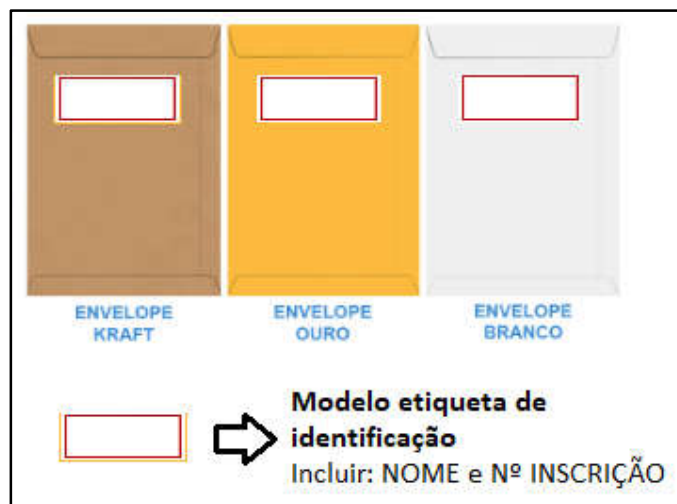 ENVELOPE
KRAFT
ENVELOPE
OURO
ENVELOPE
BRANCO
Modelo etiqueta de
identificação
Incluir: NOME e Nº INSCRIÇÃO